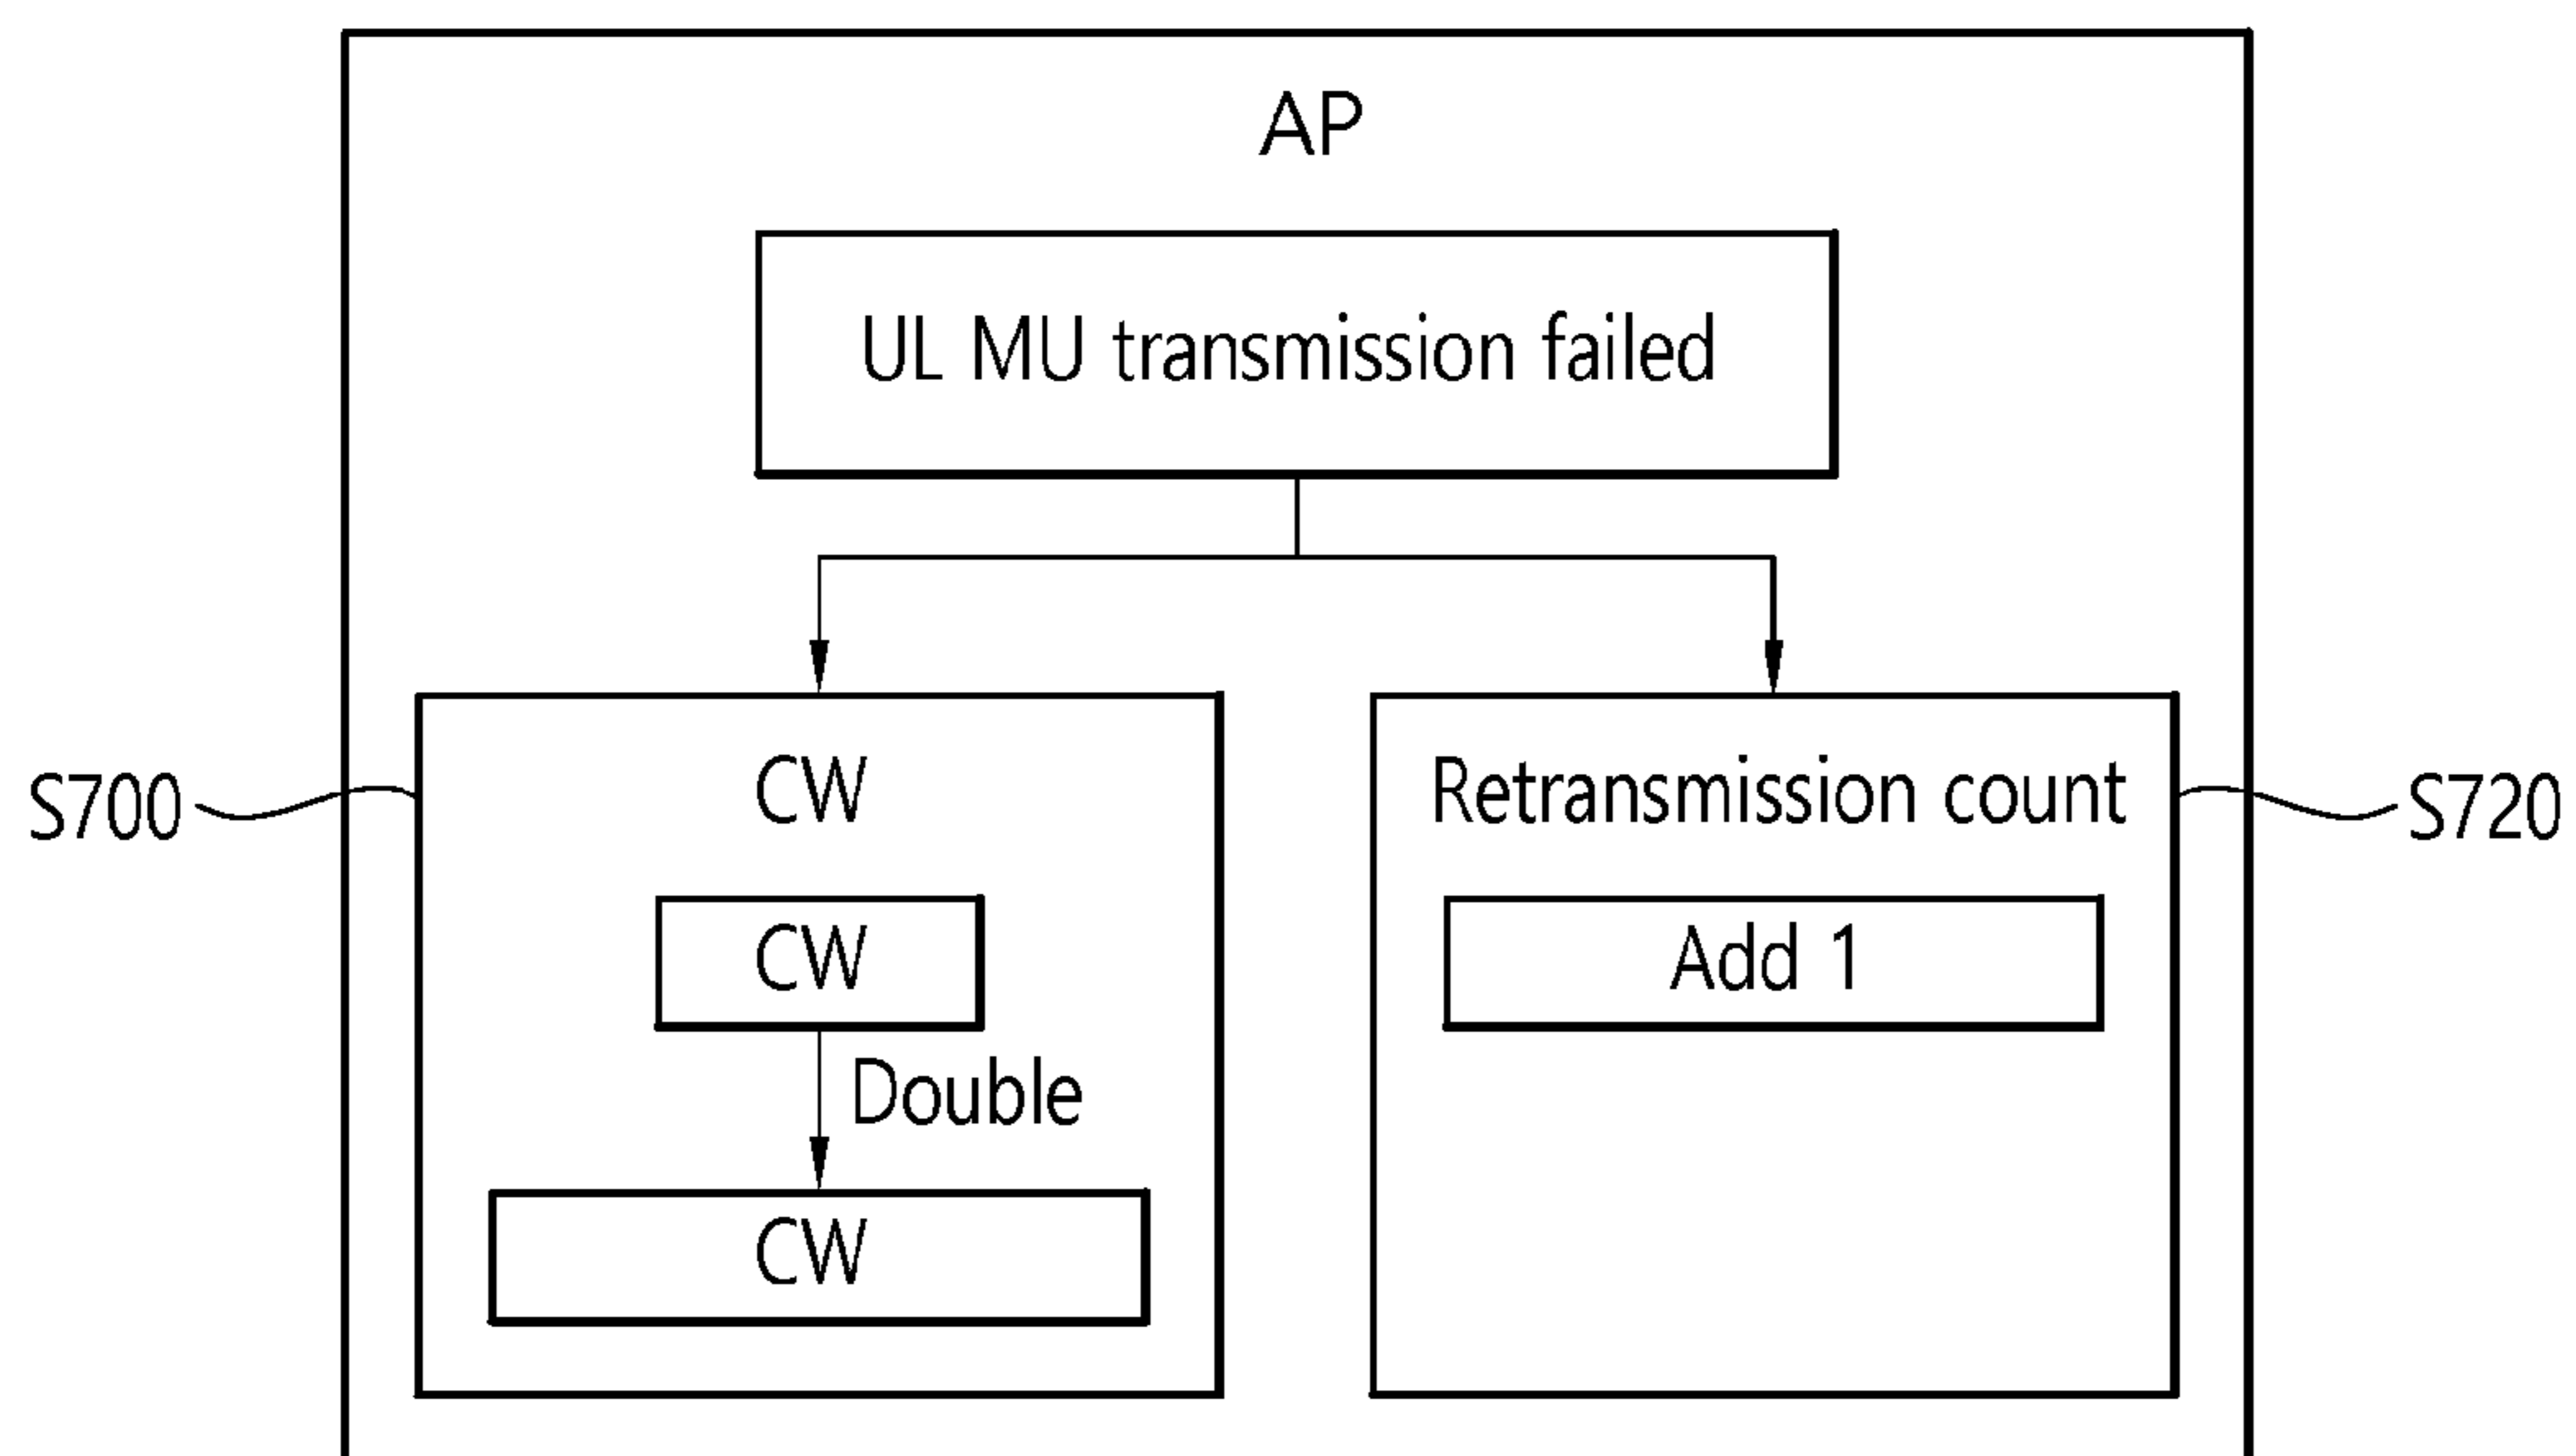 AP
UL MU transmission failed
S700
CW
CW
Double
CW
Retransmission count
Add 1
S720